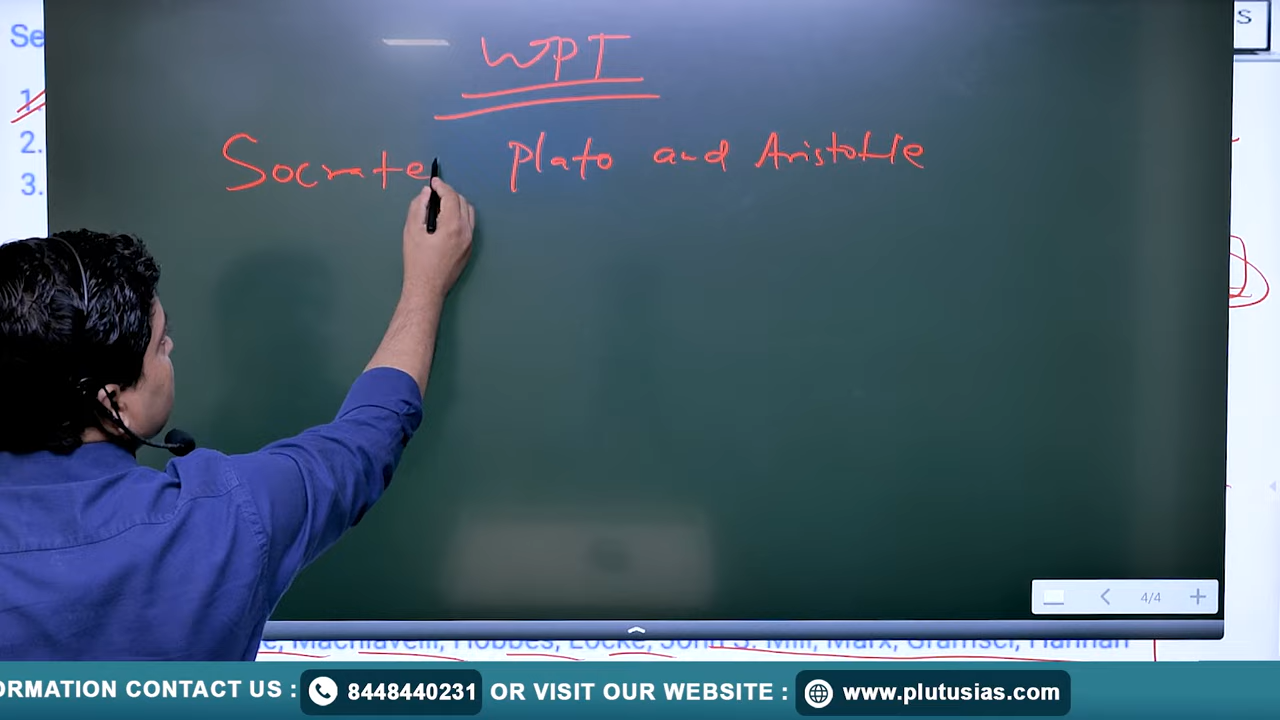 Se
S
1.
2.
3.
WPT
Socrate Plato and Aristotle
4/4
Machiavelli, Hobbes, Locke, John S. Mill, Marx, Gramsci, Hannah
ORMATION CONTACT US : 8448440231 OR VISIT OUR WEBSITE : www.plutusias.com